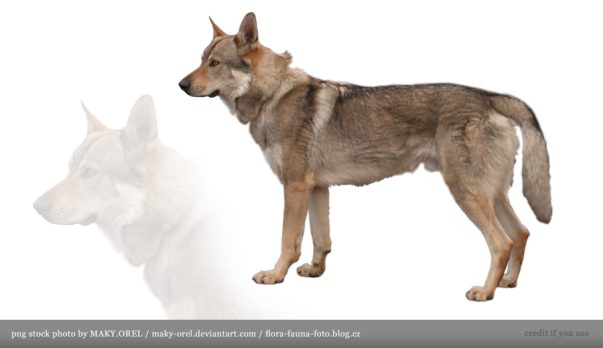 png stock photo by MAKY.OREL / maky-orel.deviantart.com / flora-fauna-foto.blog.cz
credit if you use